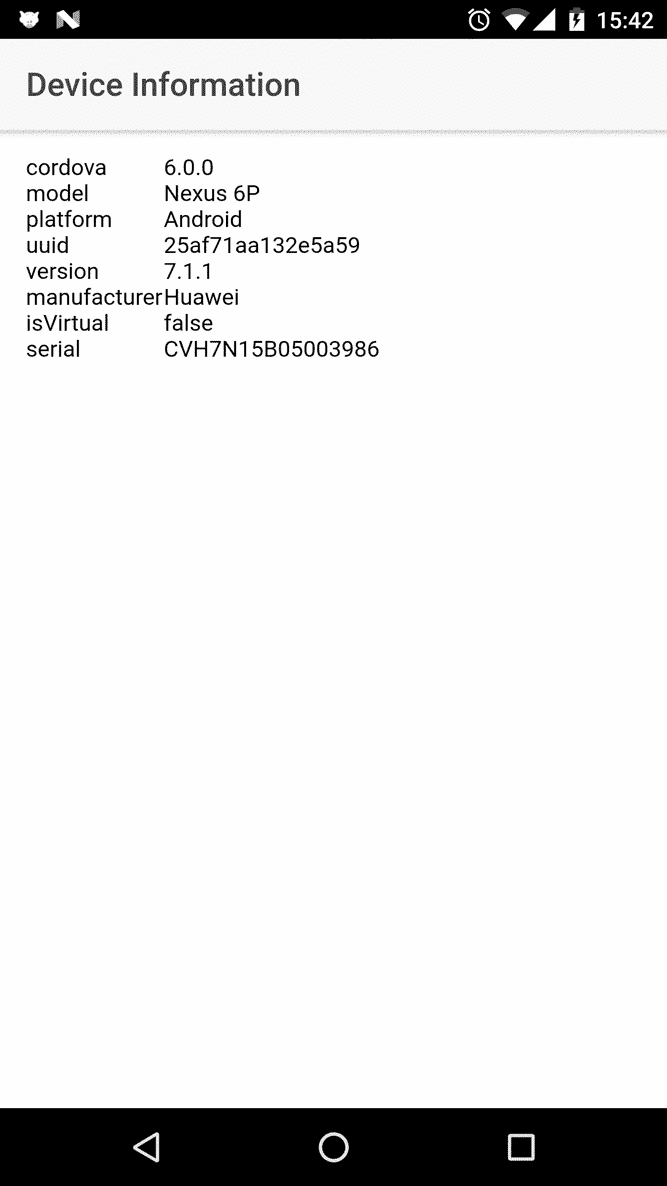 15:42
Device Information
cordova 6.0.0
model Nexus 6P
platform Android
uuid 25af71aa132e5a59
version 7.1.1
manufacturer Huawei
isVirtual false
serial CVH7N15B05003986